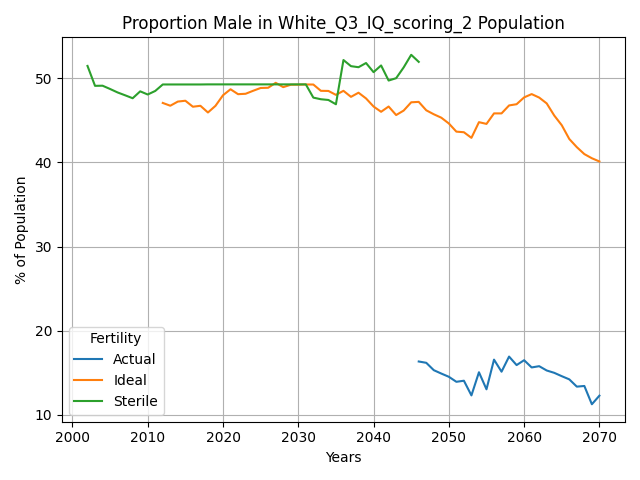 Proportion Male in White_Q3_IQ_scoring_2 Population
% of Population
50
40
30
20
10
Fertility
Actual
Ideal
Sterile
2000 2010 2020 2030 2040 2050 2060 2070
Years